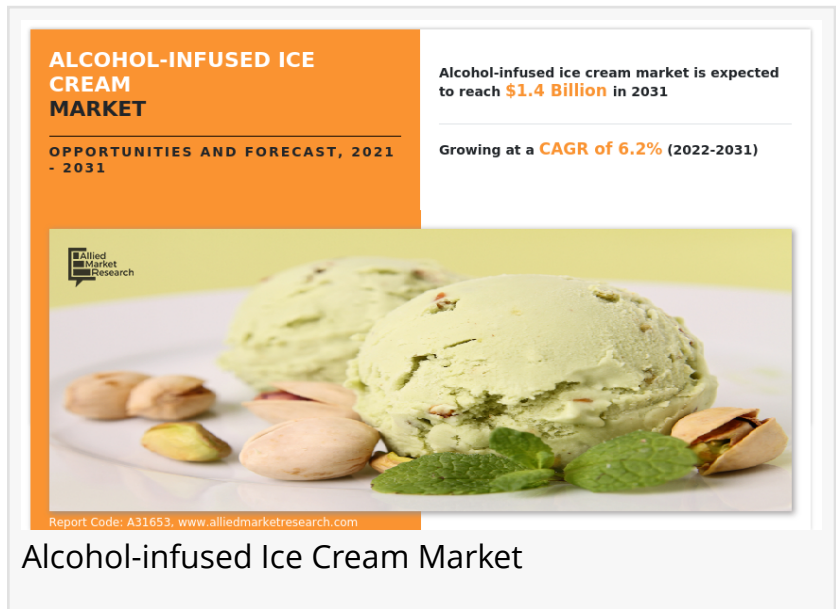 ALCOHOL-INFUSED ICE
CREAM
MARKET
OPPORTUNITIES AND FORECAST, 2021
- 2031
Alcohol-infused ice cream market is expected
to reach $1.4 Billion in 2031
Growing at a CAGR of 6.2% (2022-2031)
Allied
Market
Research
Report Code: A31653, www.alliedmarketresearch.com
Alcohol-infused Ice Cream Market